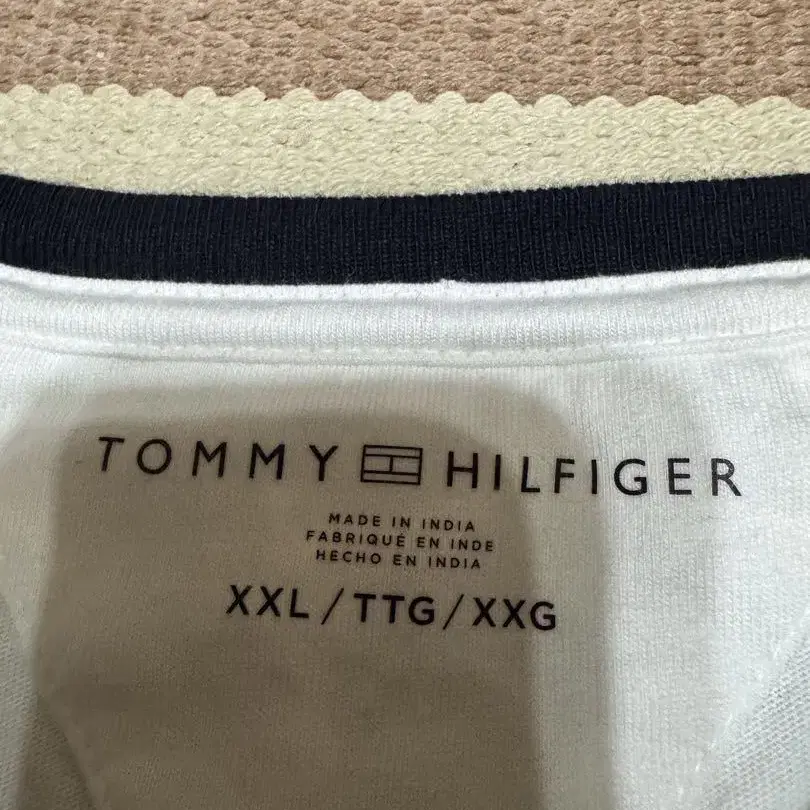 TOMMY HILFIGER
MADE IN INDIA
FABRIQUÉ EN INDE
HECHO EN INDIA
XXL/TTG/XXG